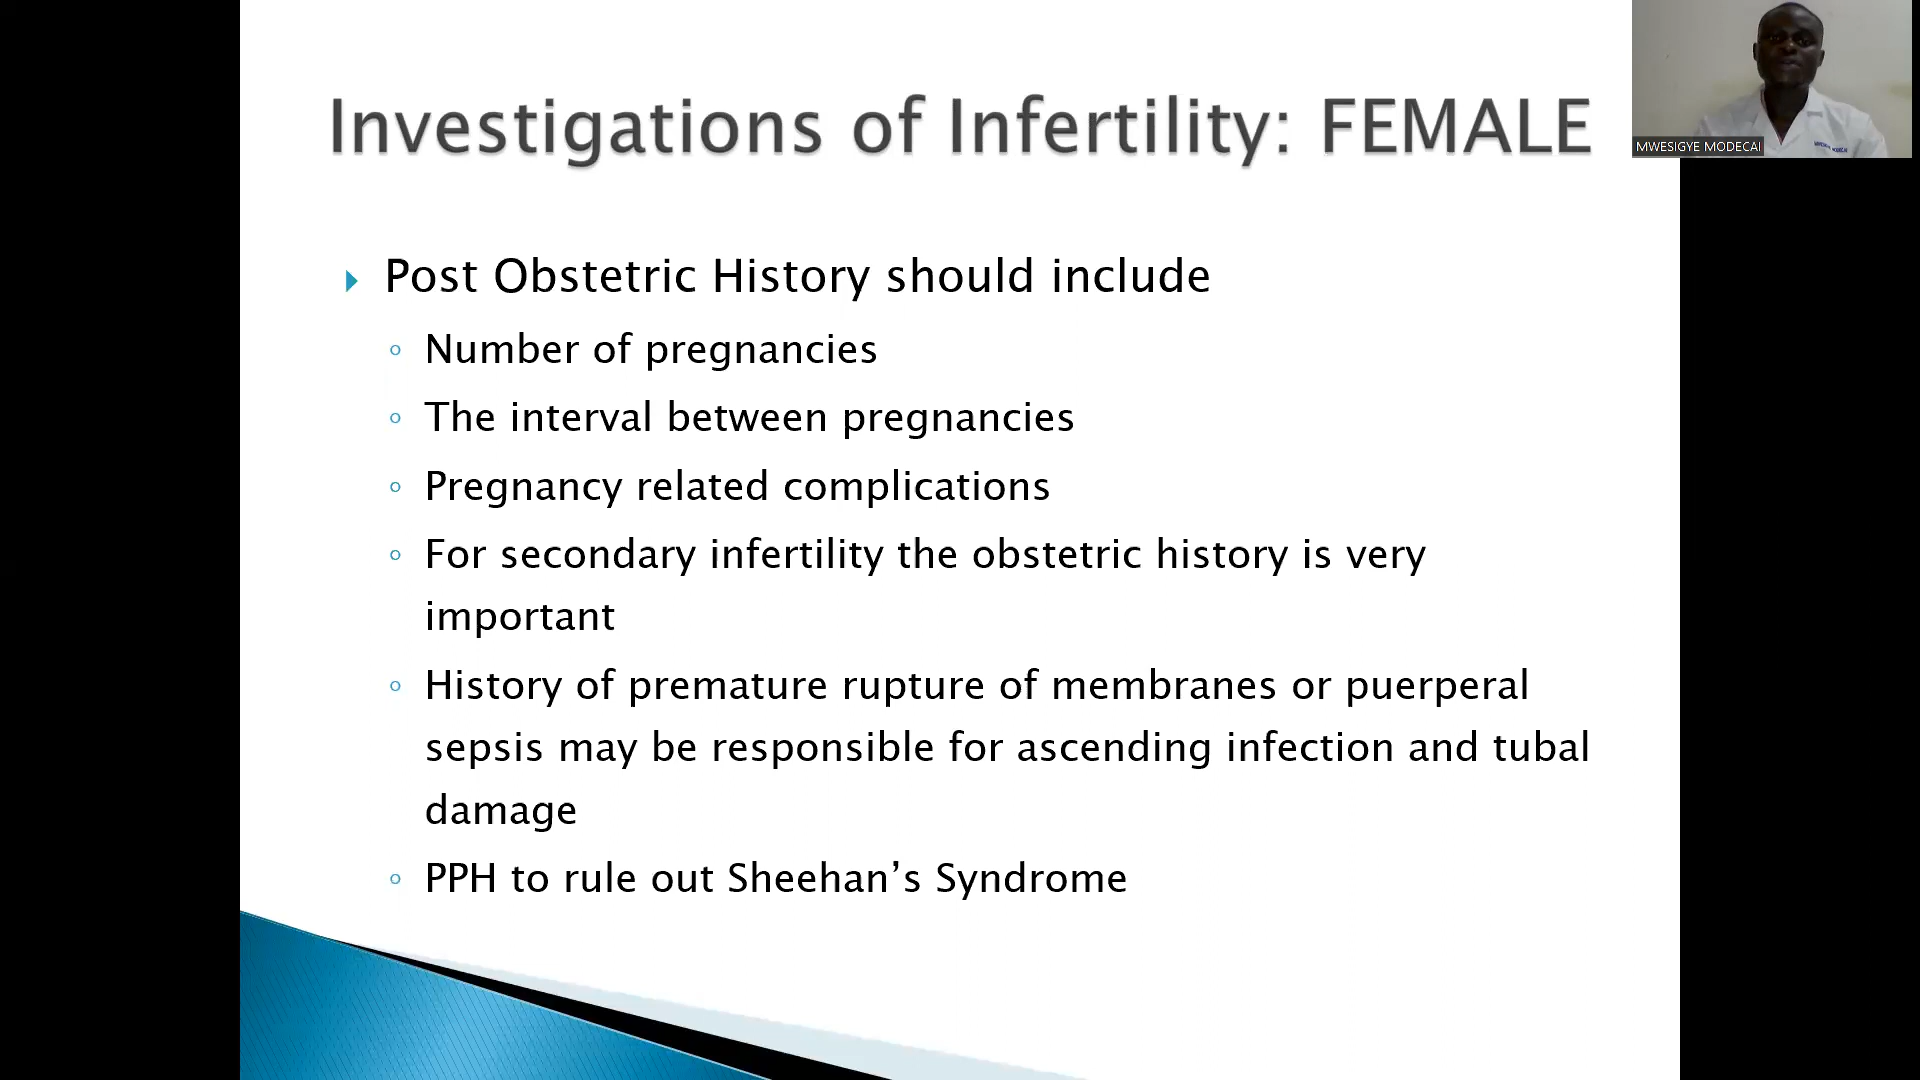 Investigations of Infertility: FEMALE
MWESIGYE MODECAI
Post Obstetric History should include
Number of pregnancies
The interval between pregnancies
Pregnancy related complications
For secondary infertility the obstetric history is very
important
History of premature rupture of membranes or puerperal
sepsis may be responsible for ascending infection and tubal
damage
PPH to rule out Sheehan’s Syndrome